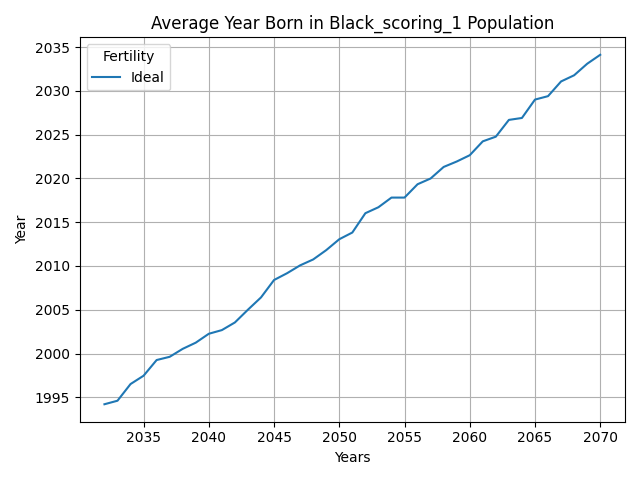 Average Year Born in Black_scoring_1 Population
Fertility
Ideal
Year
2035
2030
2025
2020
2015
2010
2005
2000
1995
2035 2040 2045 2050 2055 2060 2065 2070
Years